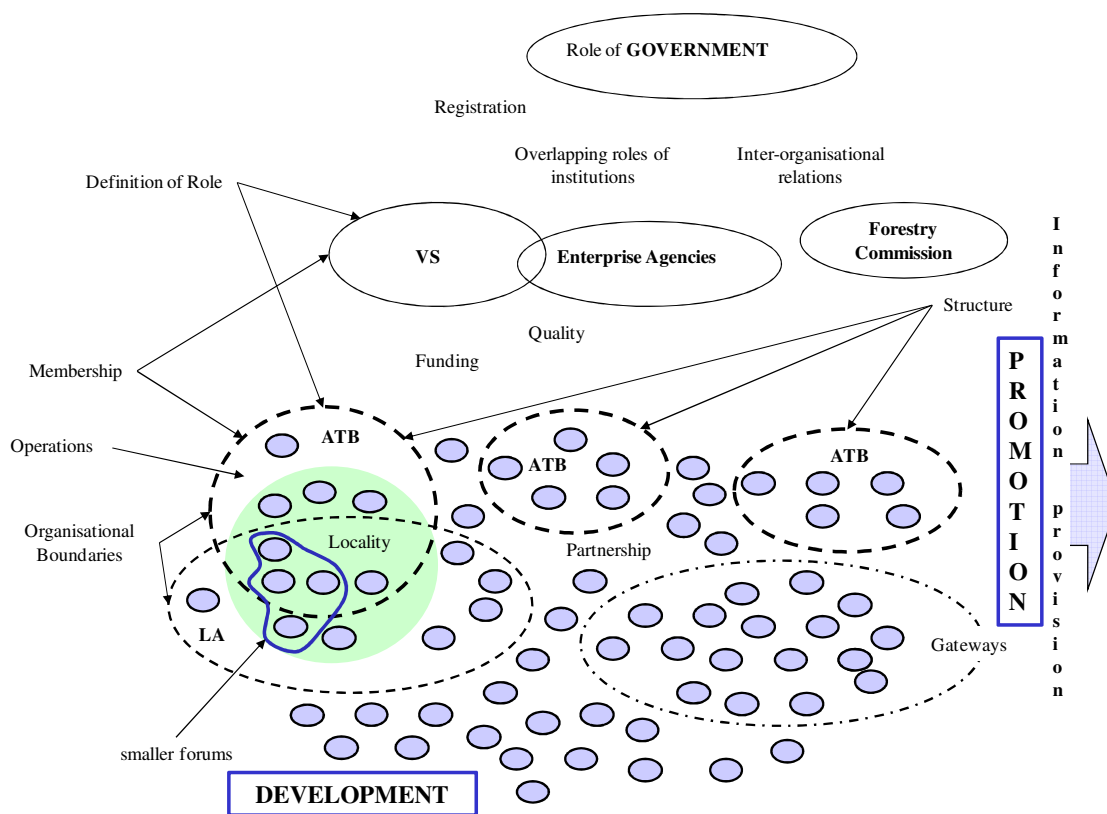 Role of GOVERNMENT
Registration
Overlapping roles of
institutions
Inter-organisational
relations
Definition of Role
VS
Enterprise Agencies
Forestry
Commission
Information provision
Structure
Quality
Funding
PROMOTION
Membership
ATB
Operations
ATB
ATB
Organisational
Boundaries
Locality
Partnership
LA
Gateways
smaller forums
DEVELOPMENT